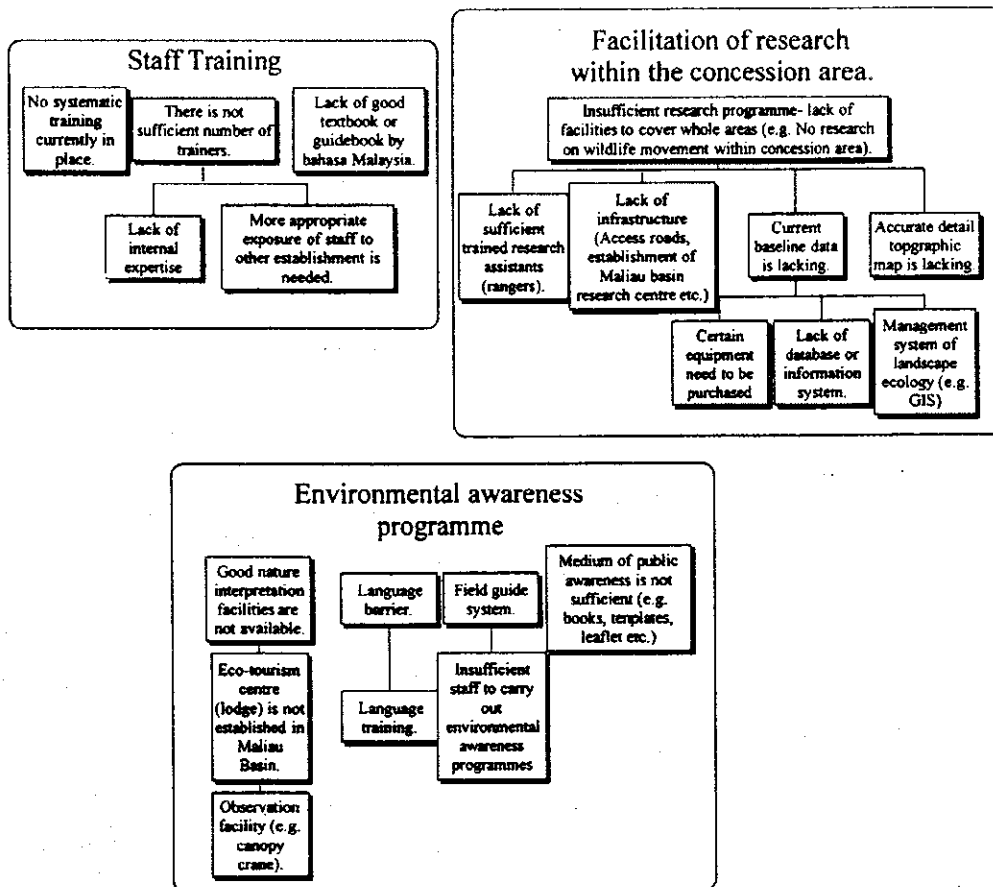 Staff Training
No systematic
training
currently in
place.
There is not
sufficient number of
trainers.
Lack of good
textbook or
guidebook by
bahasa Malaysia.
Lack of
internal
expertise
More appropriate
exposure of staff to
other establishment is
needed.
Facilitation of research
within the concession area.
Insufficient research programme- lack of
facilities to cover whole areas (e.g. No research
on wildlife movement within concession area).
Lack of
sufficient
trained research
assistants
(rangers).
Lack of
infrastructure
(Access roads,
establishment of
Maliau basin
research centre etc.)
Current
baseline data
is lacking.
Accurate detail
topgraphic
map is lacking.
Certain
equipment
need to be
purchased
Lack of
database or
information
system.
Management
system of
landscape
ecology (e.g.
GIS)
Environmental awareness
programme
Good nature
interpretation
facilities are
not available.
Eco-tourism
centre
(lodge) is not
established in
Maliau
Basin.
Observation
facility (e.g.
canopy
crane).
Language
barrier.
Language
training.
Field guide
system.
Insufficient
staff to carry
out
environmental
awareness
programmes
Medium of public
awareness is not
sufficient (e.g.
books, tenplates,
leaflet etc.)